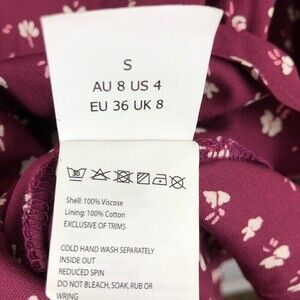 S
AU 8 US 4
EU 36 UK 8
30
Shell: 100% Viscose
Lining: 100% Cotton
EXCLUSIVE OF TRIMS
COLD HAND WASH SEPARATELY
INSIDE OUT
REDUCED SPIN
DO NOT BLEACH, SOAK, RUB OR
WRING